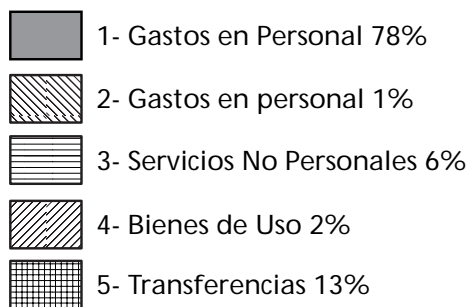 1- Gastos en Personal 78%
2- Gastos en personal 1%
3- Servicios No Personales 6%
4- Bienes de Uso 2%
5- Transferencias 13%